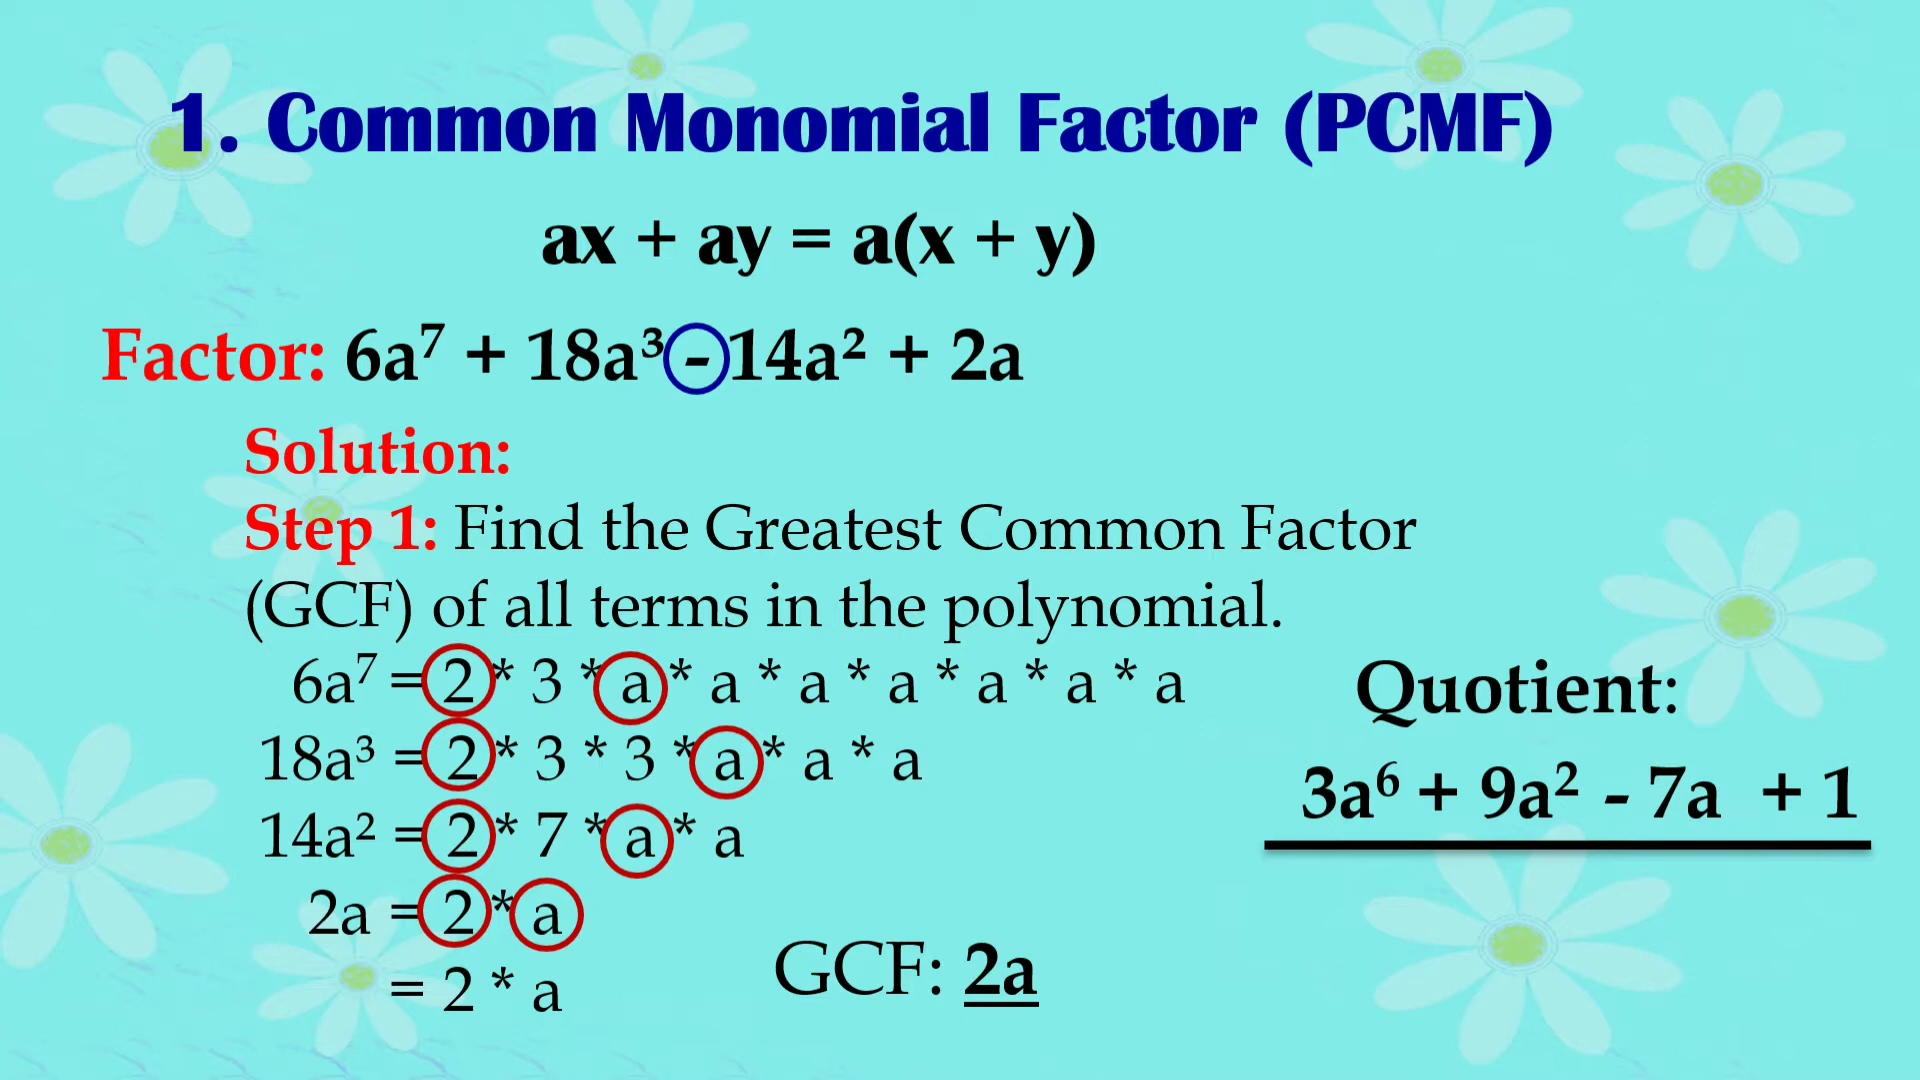 1. Common Monomial Factor (PCMF)
ax + ay = a(x + y)
Factor: 6a⁷ + 18a³ - 14a² + 2a
Solution:
Step 1: Find the Greatest Common Factor
(GCF) of all terms in the polynomial.
6a⁷ = 2 * 3 * a * a * a * a * a * a * a
18a³ = 2 * 3 * 3 * a * a * a
14a² = 2 * 7 * a * a
2a = 2 * a
= 2 * a
GCF: 2a
Quotient:
3a⁶ + 9a² - 7a + 1